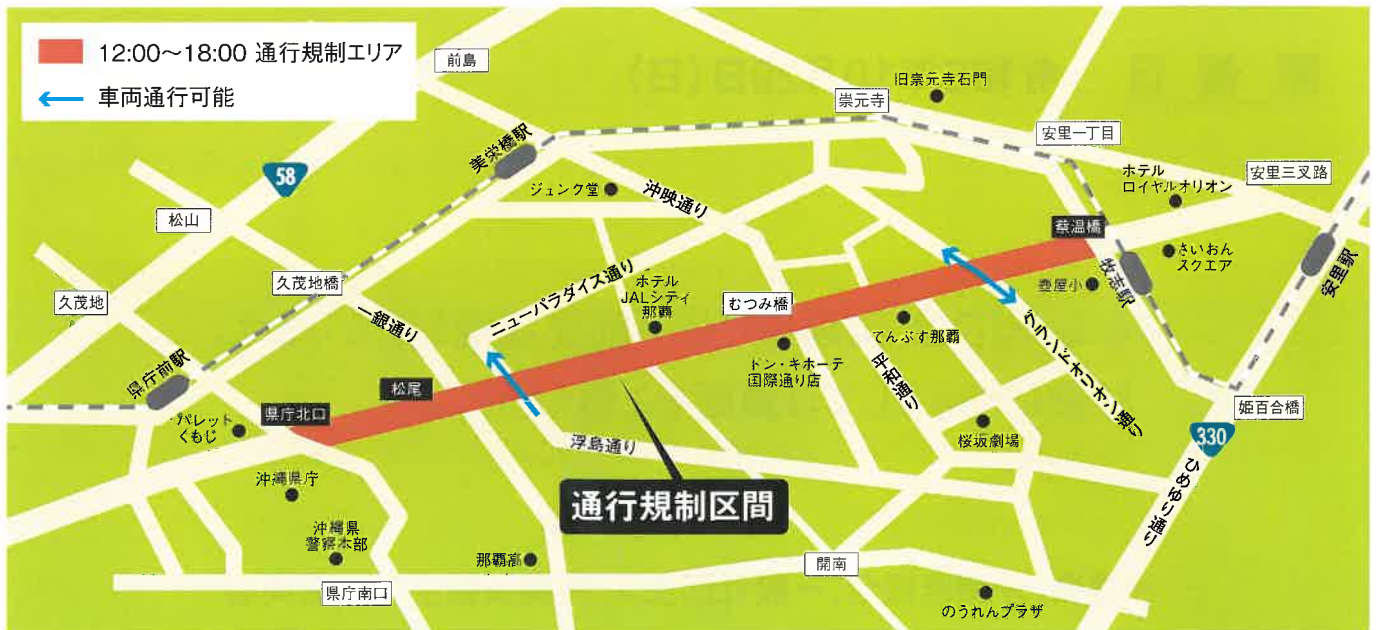 12:00～18:00 通行規制エリア
車両通行可能
前島
旧崇元寺石門
崇元寺
安里一丁目
美栄橋駅
58
ジュンク堂
沖映通り
ホテル
ロイヤルオリオン
安里三叉路
松山
蔡温橋
さいおん
スクエア
久茂地橋
久茂地
ニューパラダイス通り
ホテル
JALシティ
那覇
むつみ橋
壺屋小
牧志駅
安里駅
一銀通り
てんぶす那覇
グランドオリオン通り
県庁前駅
松尾
ドン・キホーテ
国際通り店
平和通り
県庁北口
パレット
くもじ
浮島通り
桜坂劇場
姫百合橋
330
沖縄県庁
通行規制区間
ひめゆり通り
沖縄県
警察本部
那覇高
開南
県庁南口
のうれんプラザ